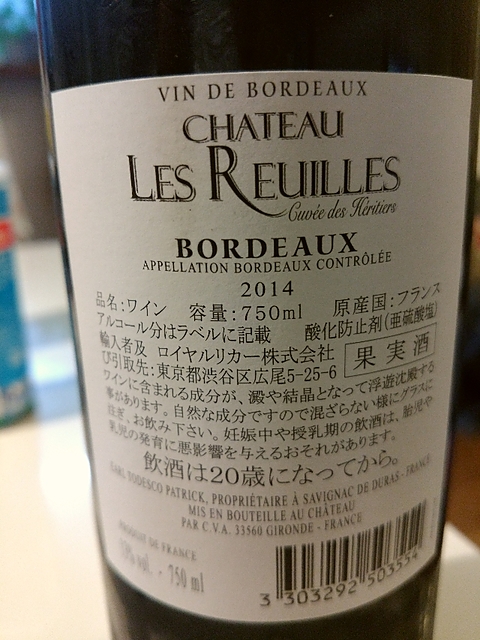 VIN DE BORDEAUX
CHATEAU
LES REUILLES
Cuvée des Héritiers
BORDEAUX
APPELLATION BORDEAUX CONTRÔLÉE
2014
品名:ワイン 容量:750ml 原産国:フランス
アルコール分はラベルに記載 酸化防止剤(亜硫酸塩)
輸入者及 ロイヤルリカー株式会社 果実酒
び引取先:東京都渋谷区広尾5-25-6
ワインに含まれる成分が、澱や結晶となって浮遊沈殿する
事があります。自然な成分ですので混ざらない様にグラスに
注ぎ、お飲み下さい。妊娠中や授乳期の飲酒は、胎児や
乳児の発育に悪影響を与えるおそれがあります。
飲酒は20歳になってから。
EARL TODESCO PATRICK, PROPRIÉTAIRE À SAVIGNAC DE DURAS - FRANCE
MIS EN BOUTEILLE AU CHÂTEAU
PAR C.V.A. 33560 GIRONDE - FRANCE
PRODUIT DE FRANCE
vol. - 750 ml
3 303292 503554